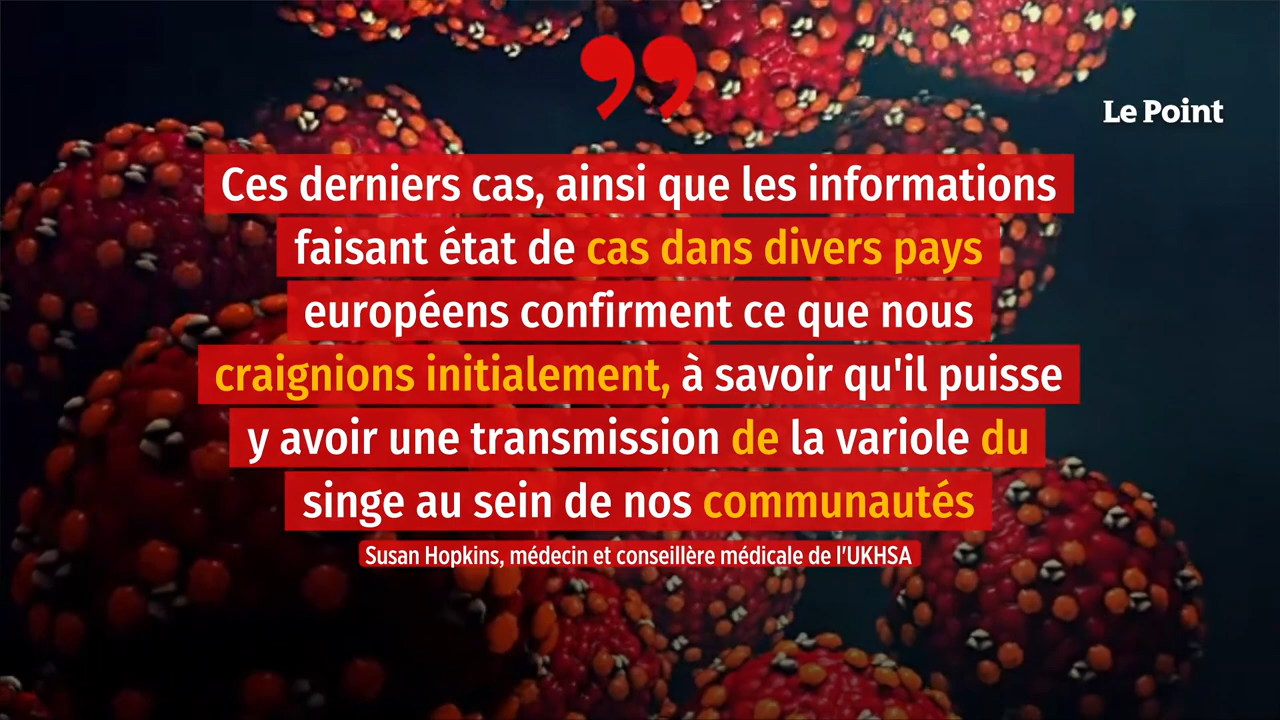 ”
Le Point
Ces derniers cas, ainsi que les informations
faisant état de cas dans divers pays
européens confirment ce que nous
craignions initialement, à savoir qu'il puisse
y avoir une transmission de la variole du
singe au sein de nos communautés
Susan Hopkins, médecin et conseillère médicale de l'UKHSA